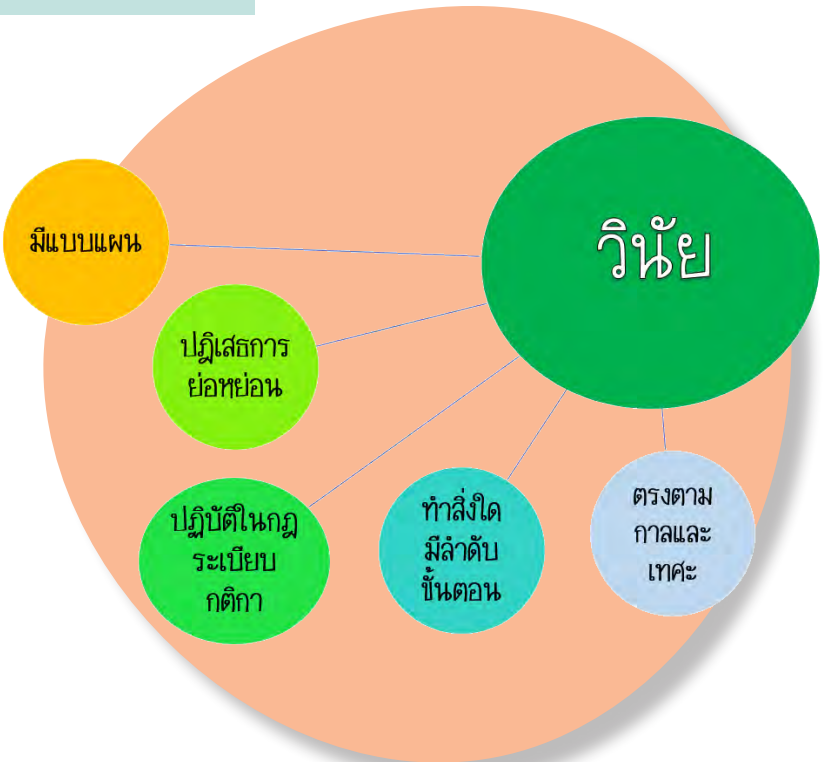 วินัย
มีแบบแผน
ปฎิเสธการ
ย่อหย่อน
ปฏิบัติในกฎ
ระเบียบ
กติกา
ทำสิ่งใด
มีลำดับ
ขั้นตอน
ตรงตาม
กาลและ
เทศะ